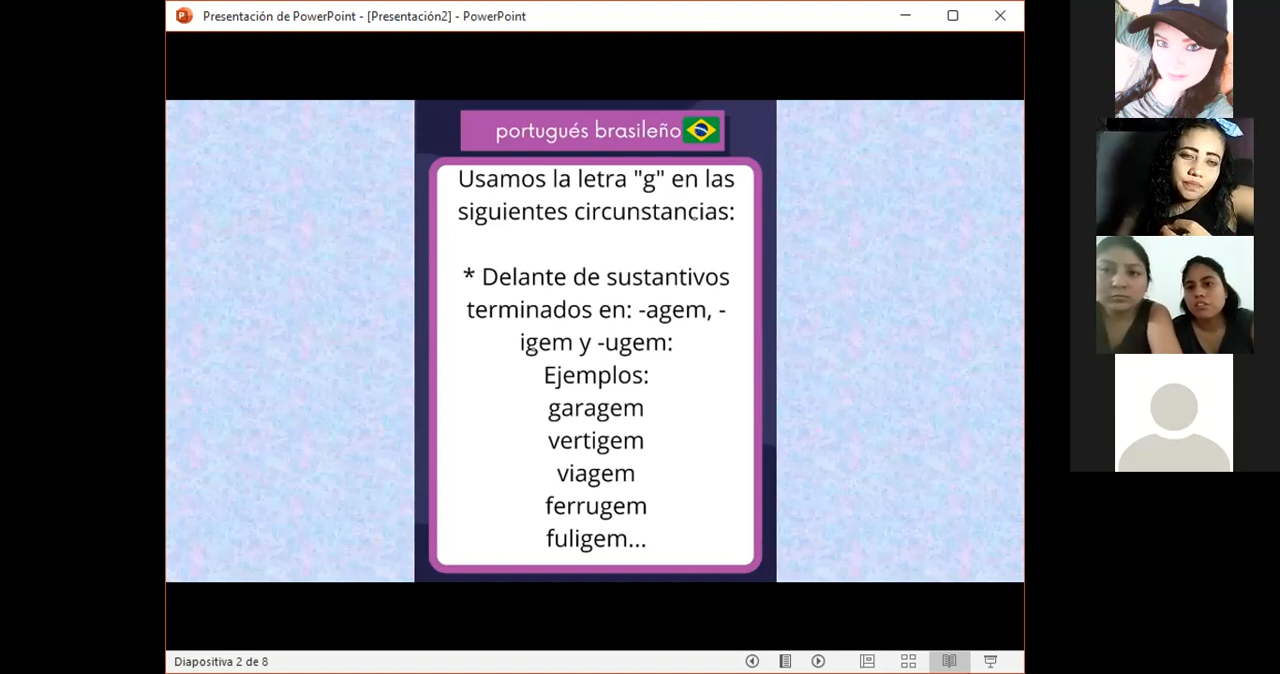 Presentación de PowerPoint - [Presentación2] - PowerPoint
portugués brasileño
Usamos la letra "g" en las
siguientes circunstancias:
* Delante de sustantivos
terminados en: -agem, -
igem y -ugem:
Ejemplos:
garagem
vertigem
viagem
ferrugem
fuligem...
Diapositiva 2 de 8